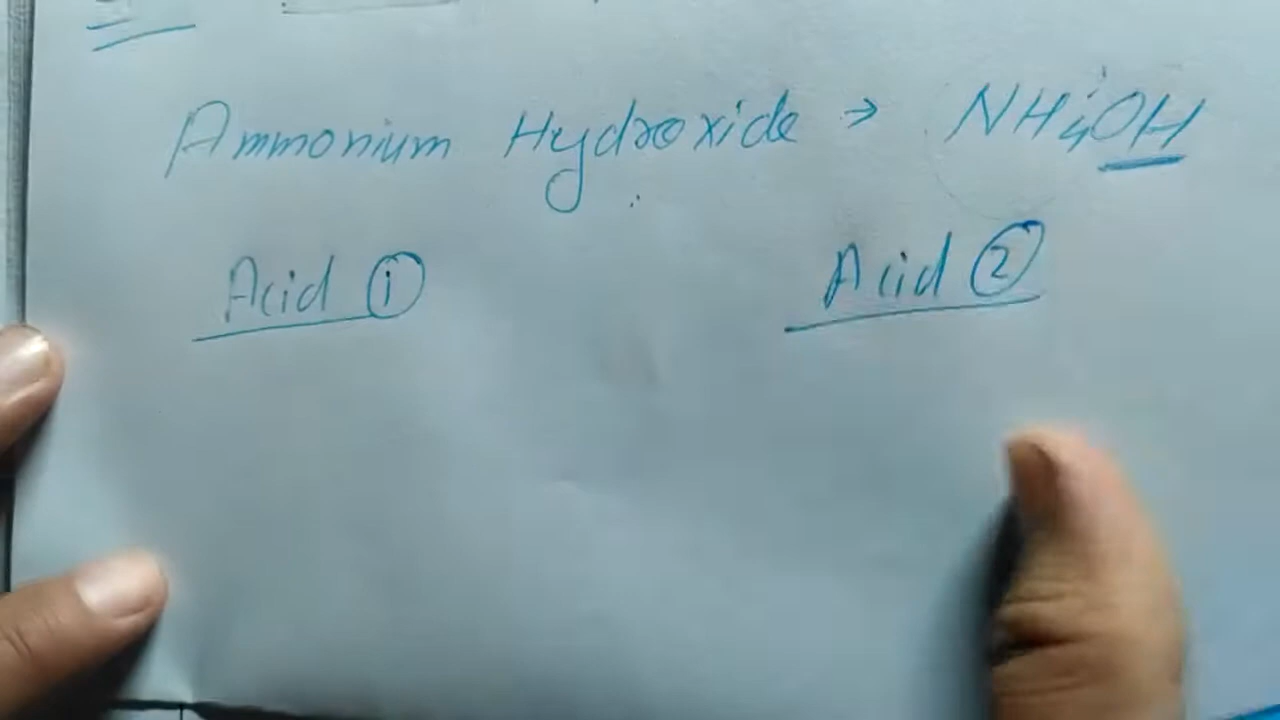 Ammonium Hydroxide → NH4OH
Acid ① Acid ②